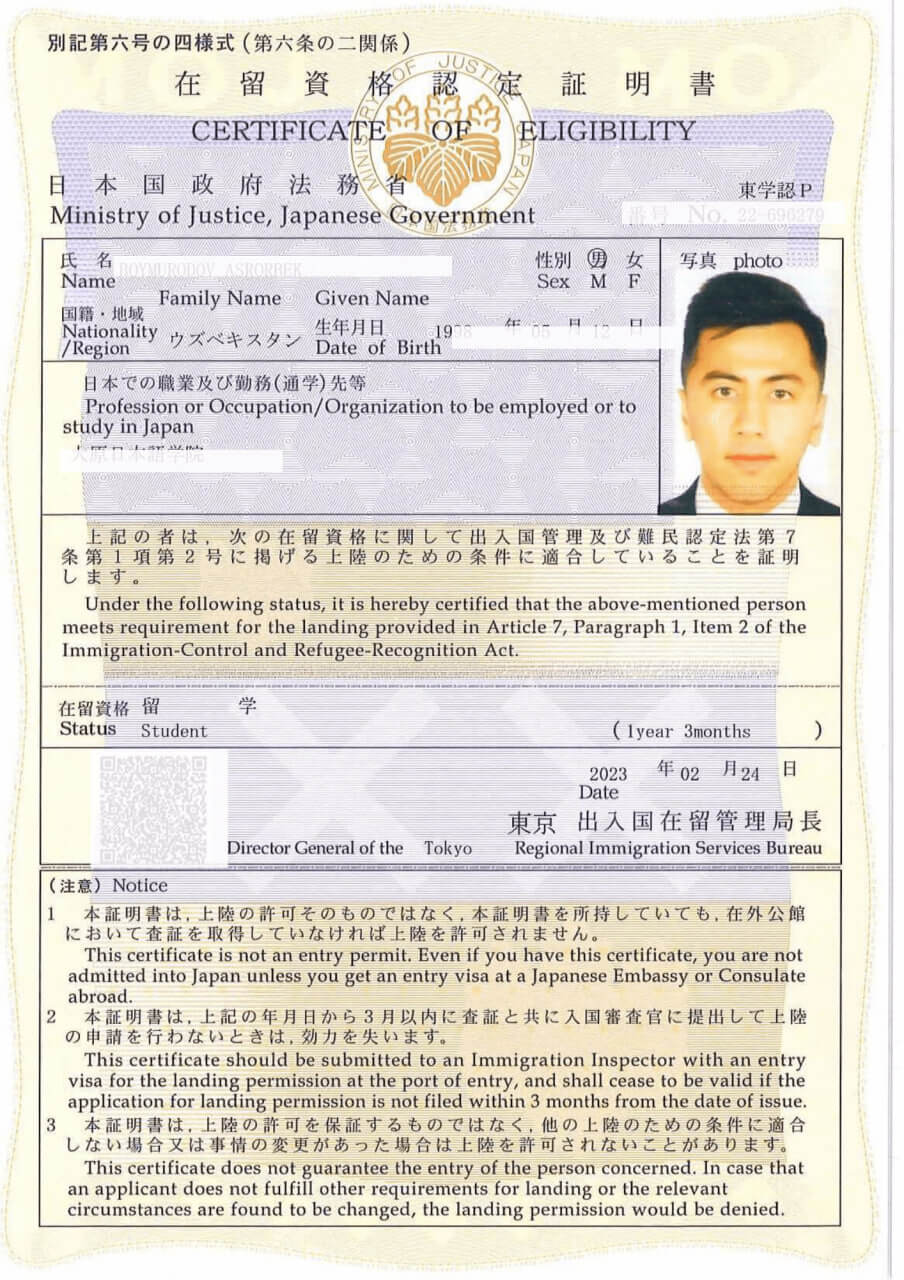 別記第六号の四様式(第六条の二関係)
在留資格認定証明書
CERTIFICATE OF ELIGIBILITY
MINISTRY OF JUSTICE, JAPAN
日本国政府法務省
東学認P
Ministry of Justice, Japanese Government
番号 No.
氏名
Name
Family Name Given Name
性別 男 女
Sex M F
写真 photo
国籍・地域
Nationality
/Region
ウズベキスタン
生年月日
Date of Birth
年 月 日
日本での職業及び勤務(通学)先等
Profession or Occupation/Organization to be employed or to
study in Japan
上記の者は, 次の在留資格に関して出入国管理及び難民認定法第7
条第1項第2号に掲げる上陸のための条件に適合していることを証明
します。
Under the following status, it is hereby certified that the above-mentioned person
meets requirement for the landing provided in Article 7, Paragraph 1, Item 2 of the
Immigration-Control and Refugee-Recognition Act.
在留資格 留 学
Status Student
(1year 3months )
2023 年 02 月 24 日
Date
東京 出入国在留管理局長
Director General of the Tokyo Regional Immigration Services Bureau
(注意) Notice
1 本証明書は, 上陸の許可そのものではなく, 本証明書を所持していても, 在外公館
において査証を取得していなければ上陸を許可されません。
This certificate is not an entry permit. Even if you have this certificate, you are not
admitted into Japan unless you get an entry visa at a Japanese Embassy or Consulate
abroad.
2 本証明書は, 上記の年月日から3月以内に査証と共に入国審査官に提出して上陸
の申請を行わないときは, 効力を失います。
This certificate should be submitted to an Immigration Inspector with an entry
visa for the landing permission at the port of entry, and shall cease to be valid if the
application for landing permission is not filed within 3 months from the date of issue.
3 本証明書は, 上陸の許可を保証するものではなく, 他の上陸のための条件に適合
しない場合又は事情の変更があった場合は上陸を許可されないことがあります。
This certificate does not guarantee the entry of the person concerned. In case that
an applicant does not fulfill other requirements for landing or the relevant
circumstances are found to be changed, the landing permission would be denied.